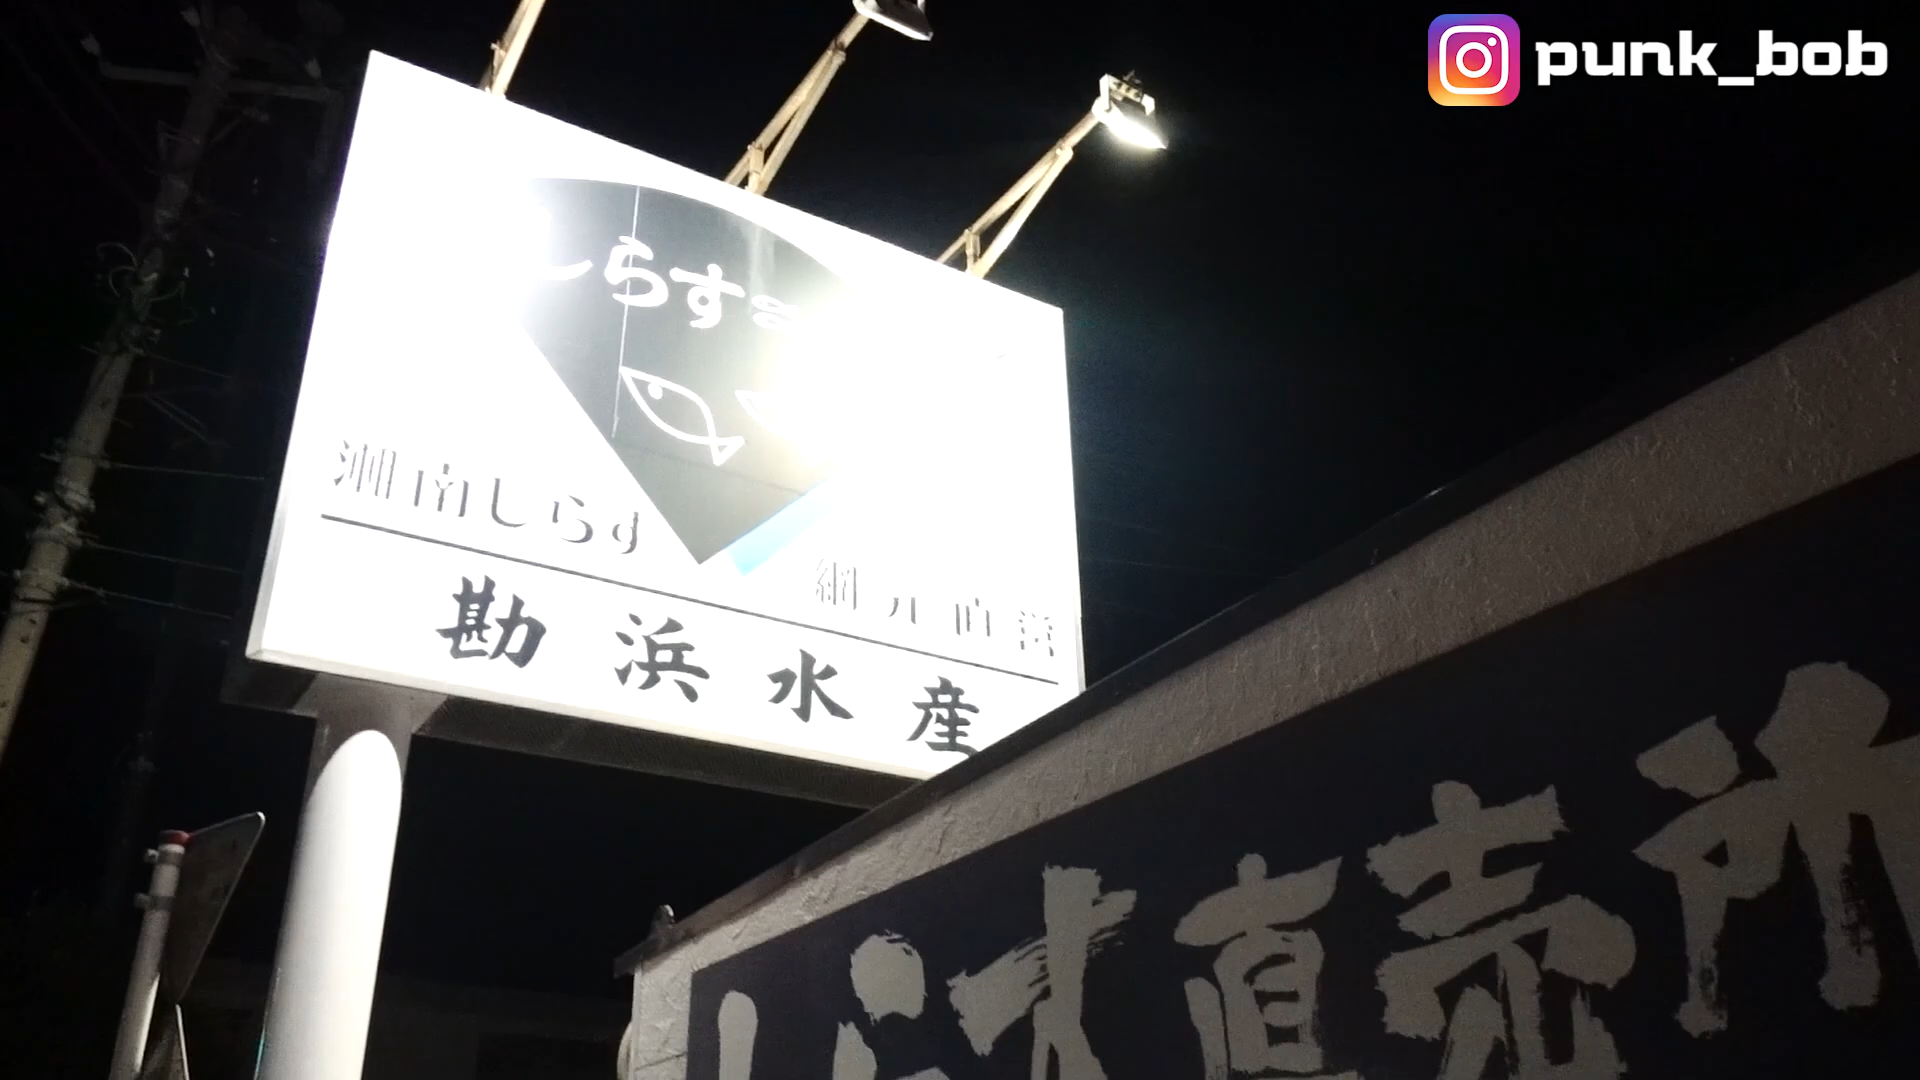 punk_bob
しらす
湘南しらす
網元直営
勘浜水産
しらす直売所